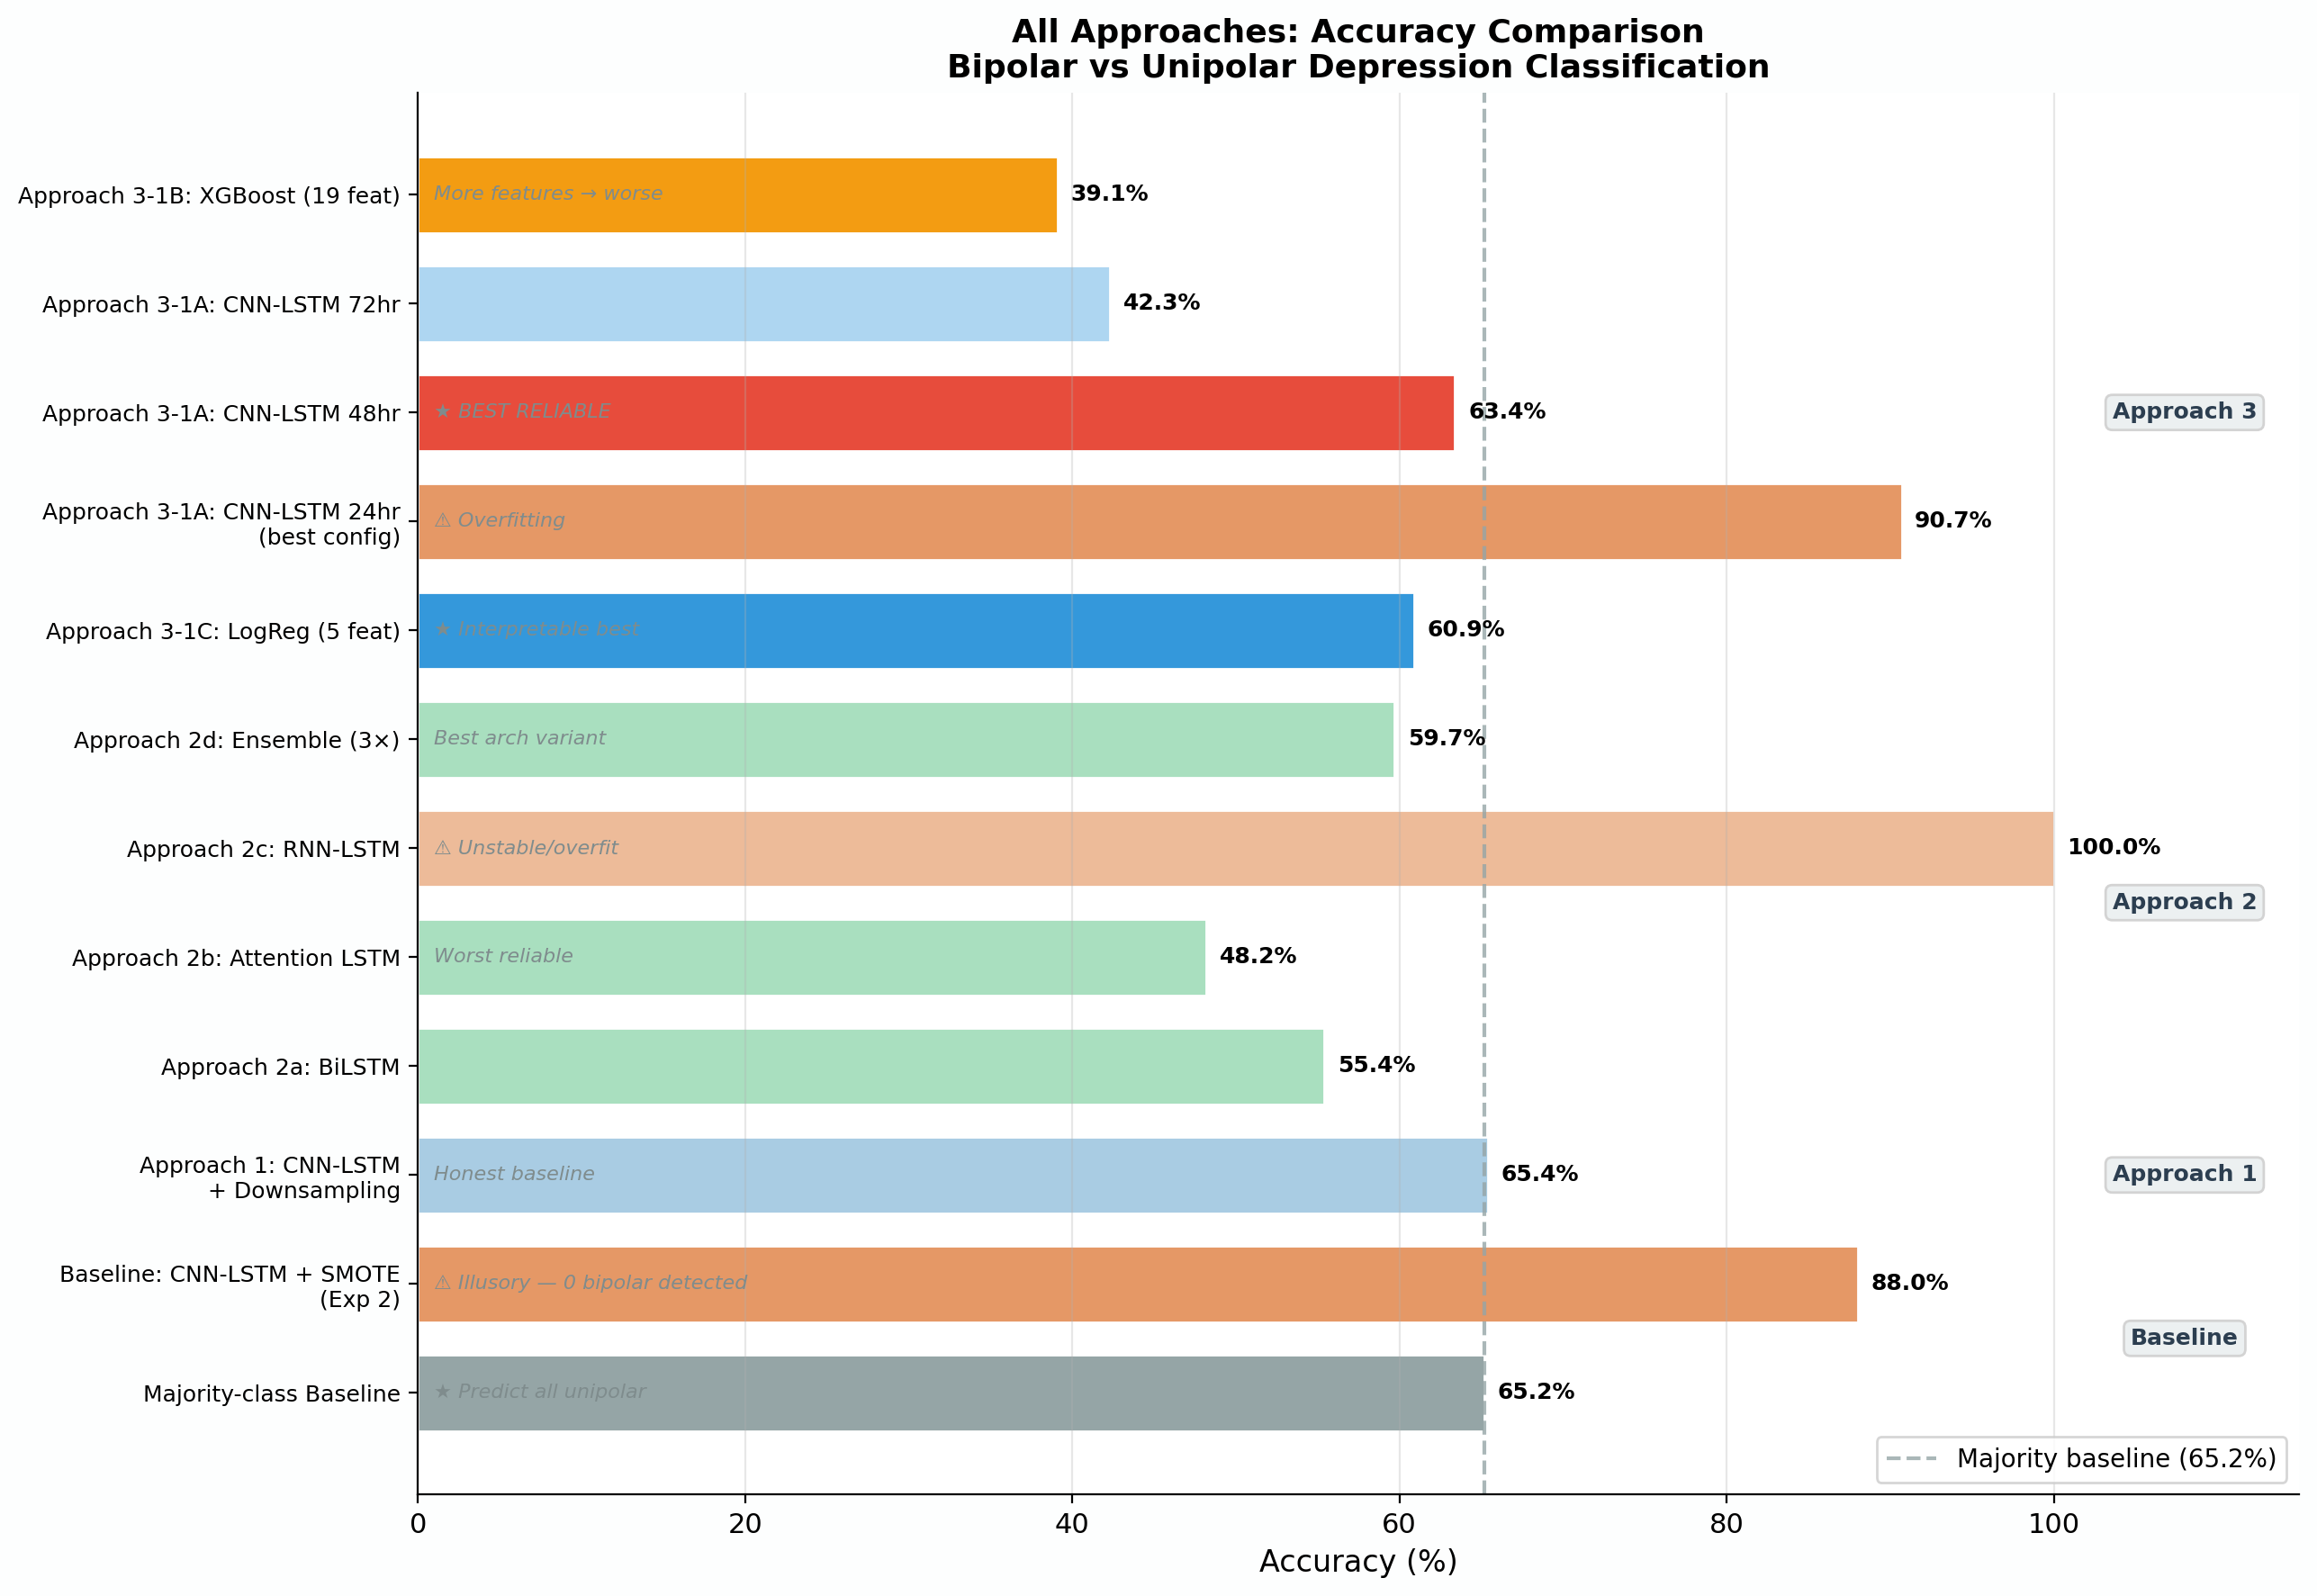 All Approaches: Accuracy Comparison
Bipolar vs Unipolar Depression Classification
Approach 3-1B: XGBoost (19 feat)
More features → worse
39.1%
Approach 3-1A: CNN-LSTM 72hr
42.3%
Approach 3-1A: CNN-LSTM 48hr
★ BEST RELIABLE
63.4%
Approach 3
Approach 3-1A: CNN-LSTM 24hr
(best config)
⚠ Overfitting
90.7%
Approach 3-1C: LogReg (5 feat)
★ Interpretable best
60.9%
Approach 2d: Ensemble (3×)
Best arch variant
59.7%
Approach 2c: RNN-LSTM
⚠ Unstable/overfit
100.0%
Approach 2
Approach 2b: Attention LSTM
Worst reliable
48.2%
Approach 2a: BiLSTM
55.4%
Approach 1: CNN-LSTM
+ Downsampling
Honest baseline
65.4%
Approach 1
Baseline: CNN-LSTM + SMOTE
(Exp 2)
⚠ Illusory — 0 bipolar detected
88.0%
Baseline
Majority-class Baseline
★ Predict all unipolar
65.2%
Majority baseline (65.2%)
0 20 40 60 80 100
Accuracy (%)